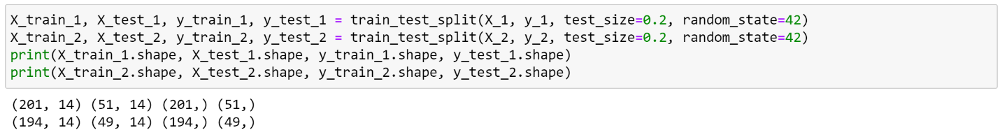 X_train_1, X_test_1, y_train_1, y_test_1 = train_test_split(X_1, y_1, test_size=0.2, random_state=42)
X_train_2, X_test_2, y_train_2, y_test_2 = train_test_split(X_2, y_2, test_size=0.2, random_state=42)
print(X_train_1.shape, X_test_1.shape, y_train_1.shape, y_test_1.shape)
print(X_train_2.shape, X_test_2.shape, y_train_2.shape, y_test_2.shape)
(201, 14) (51, 14) (201,) (51,)
(194, 14) (49, 14) (194,) (49,)